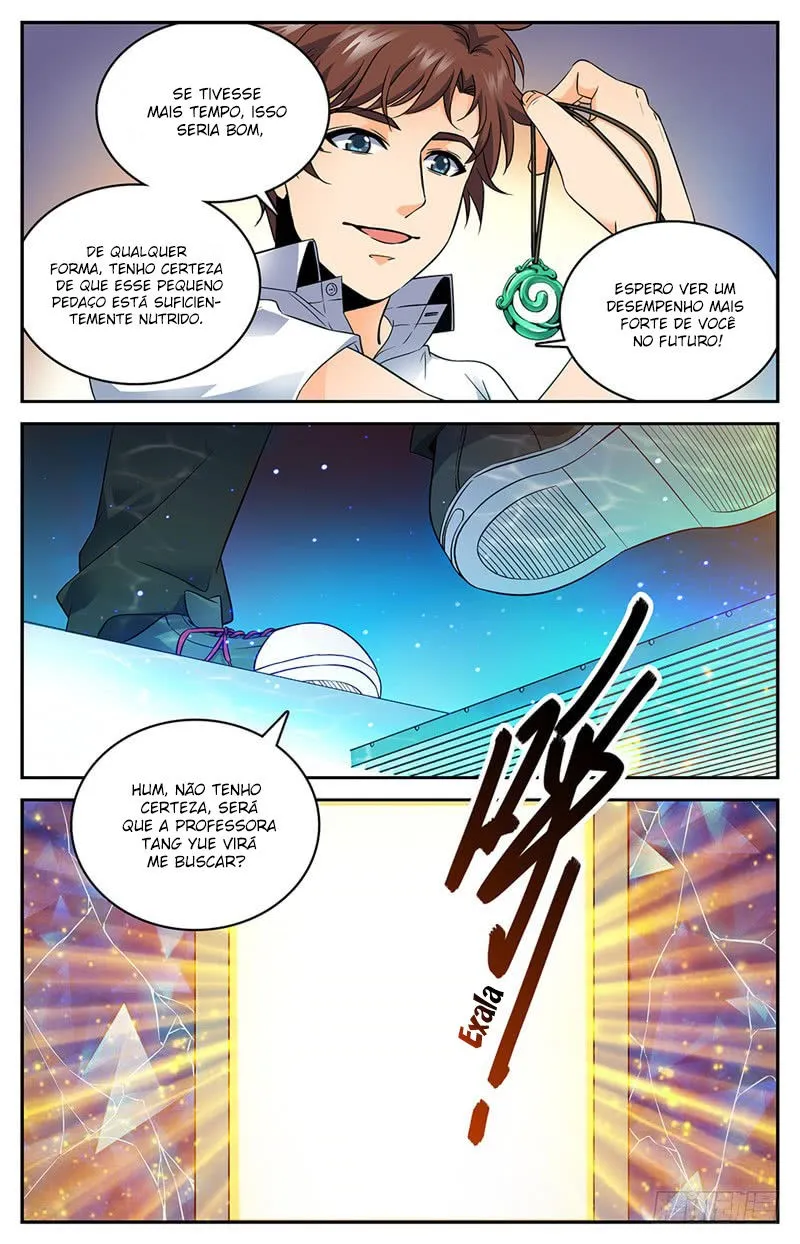 SE TIVESSE
MAIS TEMPO, ISSO
SERIA BOM,
DE QUALQUER
FORMA, TENHO CERTEZA
DE QUE ESSE PEQUENO
PEDAÇO ESTÁ SUFICIEN-
TEMENTE NUTRIDO.
ESPERO VER UM
DESEMPENHO MAIS
FORTE DE VOCÊ
NO FUTURO!
HUM, NÃO TENHO
CERTEZA, SERÁ
QUE A PROFESSORA
TANG YUE VIRÁ
ME BUSCAR?
Exala